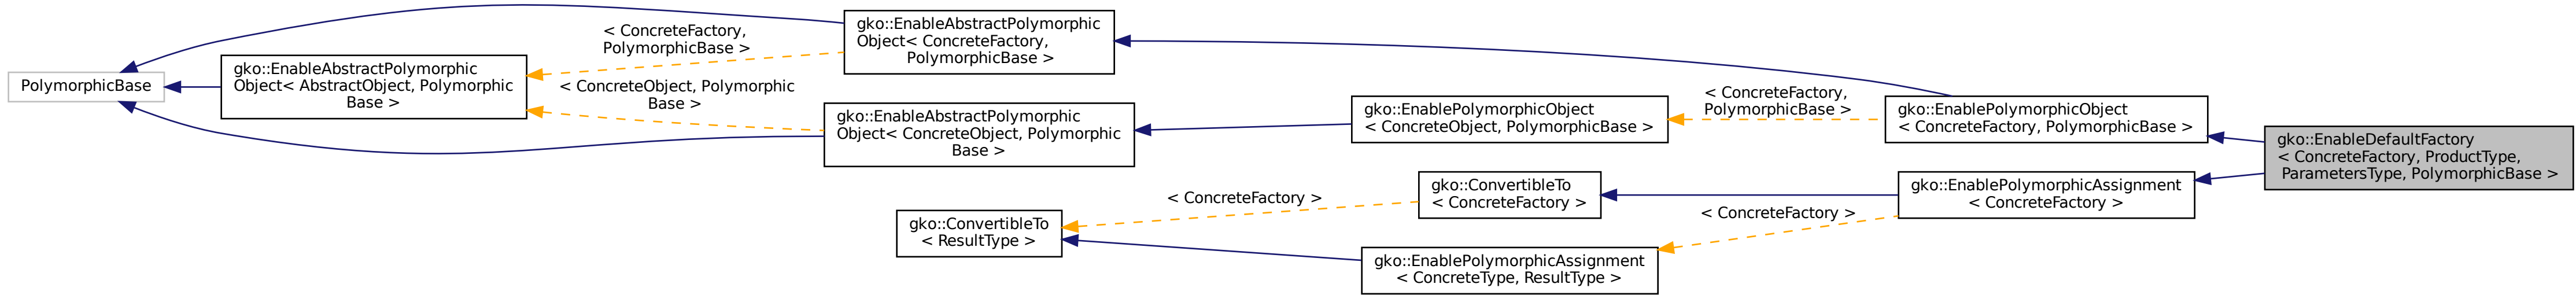 PolymorphicBase
gko::EnableAbstractPolymorphic
Object< AbstractObject, Polymorphic
Base >
< ConcreteFactory,
PolymorphicBase >
< ConcreteObject, Polymorphic
Base >
gko::EnableAbstractPolymorphic
Object< ConcreteFactory,
PolymorphicBase >
gko::EnableAbstractPolymorphic
Object< ConcreteObject, Polymorphic
Base >
gko::ConvertibleTo
< ResultType >
< ConcreteFactory >
gko::EnablePolymorphicObject
< ConcreteObject, PolymorphicBase >
gko::ConvertibleTo
< ConcreteFactory >
gko::EnablePolymorphicAssignment
< ConcreteType, ResultType >
< ConcreteFactory,
PolymorphicBase >
< ConcreteFactory >
gko::EnablePolymorphicObject
< ConcreteFactory, PolymorphicBase >
gko::EnablePolymorphicAssignment
< ConcreteFactory >
gko::EnableDefaultFactory
< ConcreteFactory, ProductType,
ParametersType, PolymorphicBase >